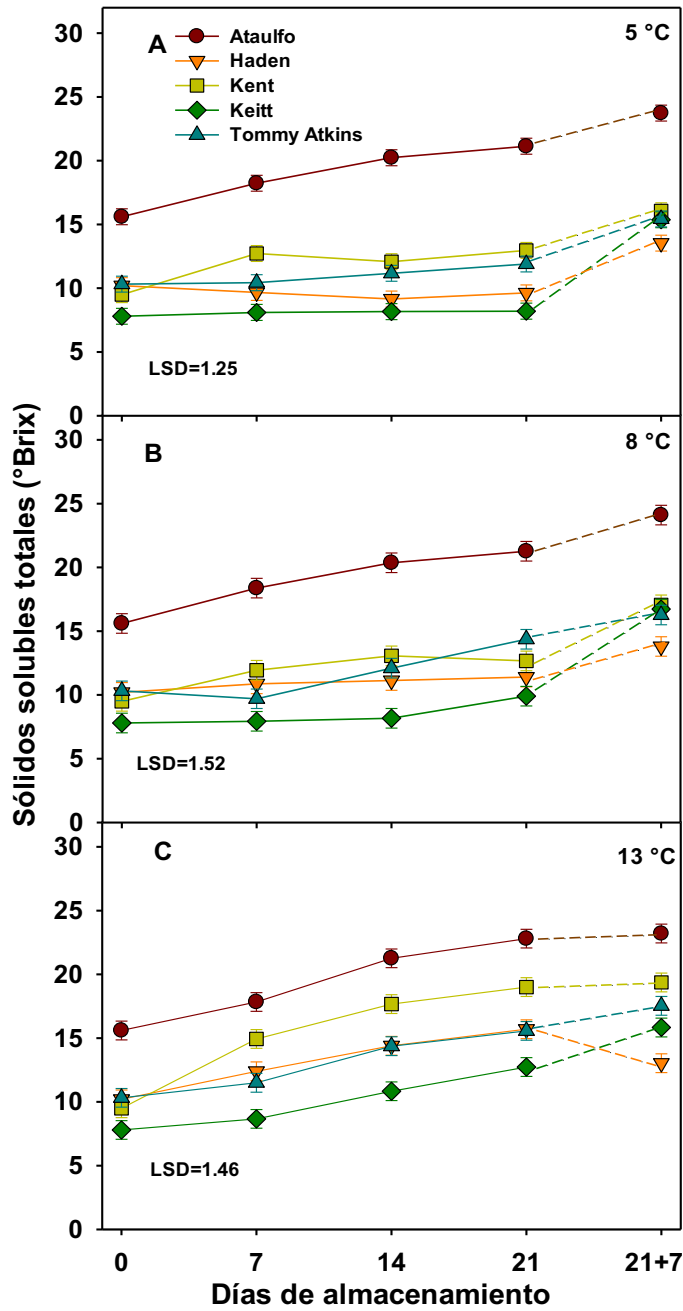 A
Ataulfo
Haden
Kent
Keitt
Tommy Atkins
5 °C
30
25
20
15
10
5
0
LSD=1.25
B
8 °C
30
25
20
15
10
5
0
LSD=1.52
C
13 °C
30
25
20
15
10
5
0
LSD=1.46
Sólidos solubles totales (°Brix)
0 7 14 21 21+7
Días de almacenamiento